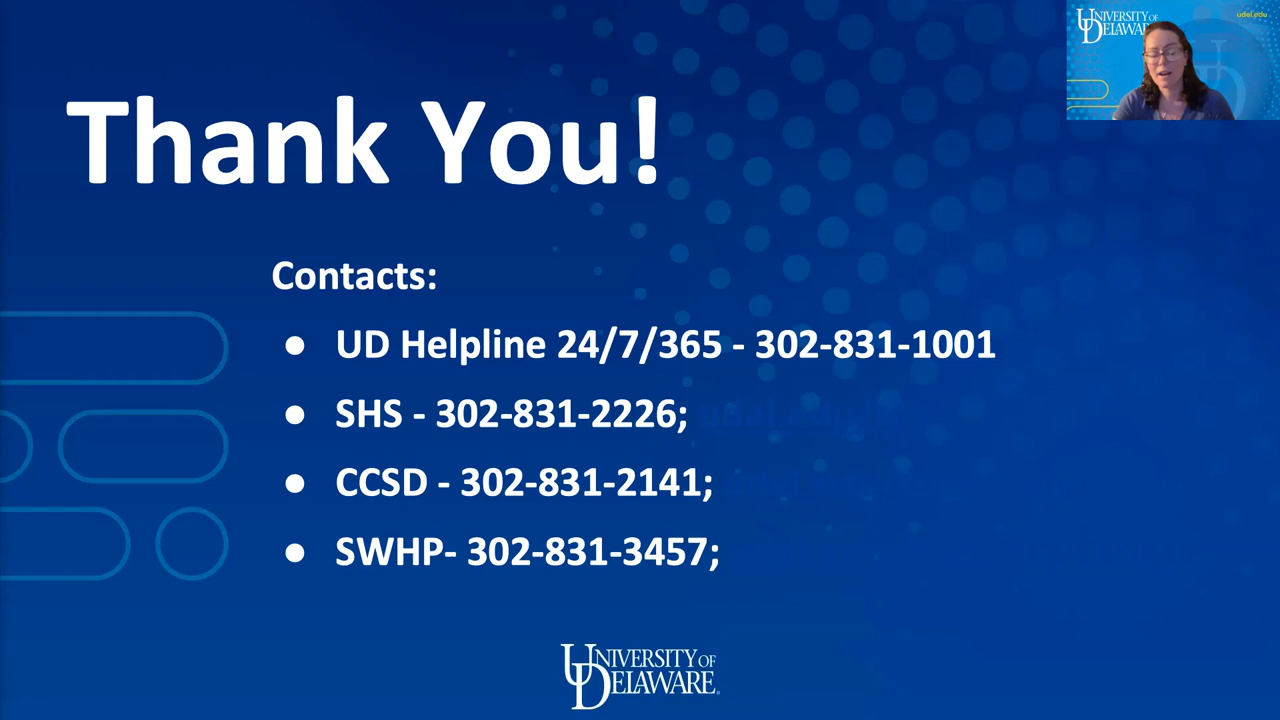 UNIVERSITY OF
DELAWARE
udel.edu
Thank You!
Contacts:
● UD Helpline 24/7/365 - 302-831-1001
● SHS - 302-831-2226;
● CCSD - 302-831-2141;
● SWHP- 302-831-3457;
UNIVERSITY OF
DELAWARE